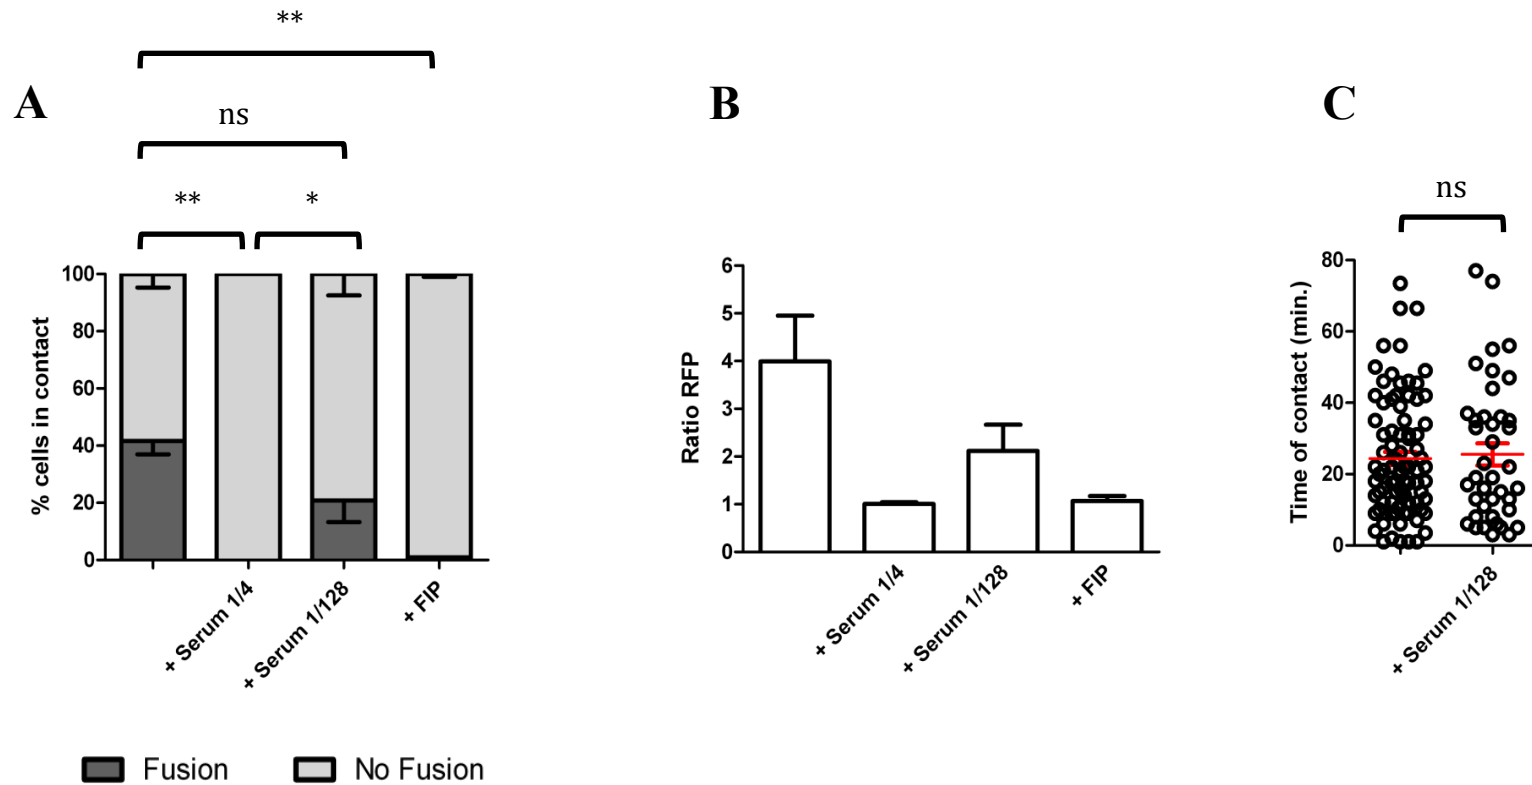 **
A
B
C
ns
ns
**
*
% cells in contact
100
80
60
40
20
0
+ Serum 1/4
+ Serum 1/128
+ FIP
Fusion
No Fusion
Ratio RFP
6
5
4
3
2
1
0
+ Serum 1/4
+ Serum 1/128
+ FIP
Time of contact (min.)
80
60
40
20
0
+ Serum 1/128